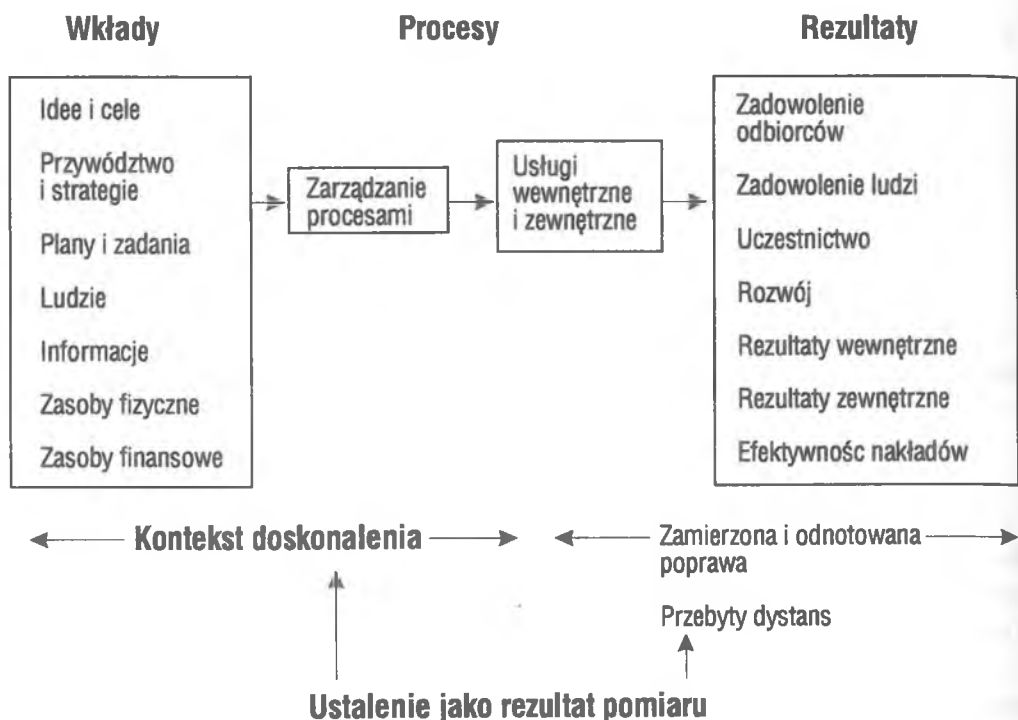 Wkłady
Procesy
Rezultaty
Idee i cele
Przywództwo
i strategie
Plany i zadania
Ludzie
Informacje
Zasoby fizyczne
Zasoby finansowe
Zarządzanie
procesami
Usługi
wewnętrzne
i zewnętrzne
Zadowolenie
odbiorców
Zadowolenie ludzi
Uczestnictwo
Rozwój
Rezultaty wewnętrzne
Rezultaty zewnętrzne
Efektywnośc nakładów
Kontekst doskonalenia
Zamierzona i odnotowana
poprawa
Przebyty dystans
Ustalenie jako rezultat pomiaru